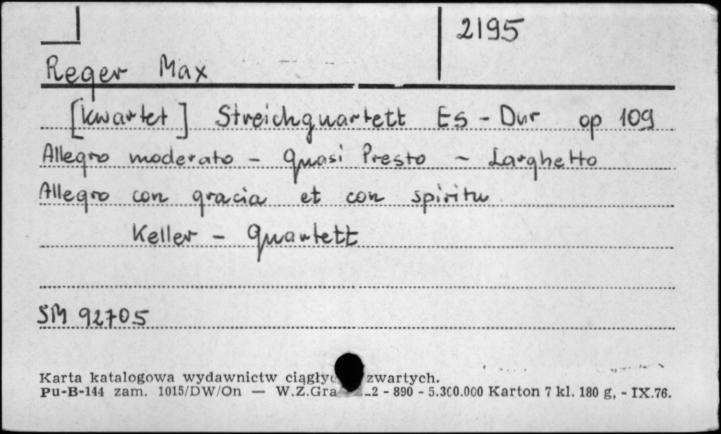 2195
Reger Max
[kwartet] Streichquartett Es-Dur op 109
Allegro moderato - Quasi Presto - Larghetto
Allegro con gracia et con spiritu
Keller - Quartett
SM 92705
Karta katalogowa wydawnictw zwartych.
Pu-B-144 zam. 1015/DW/On — W.Z.Gra 2 - 890 - 5.300.000 Karton 7 kl. 180 g, - IX.76.